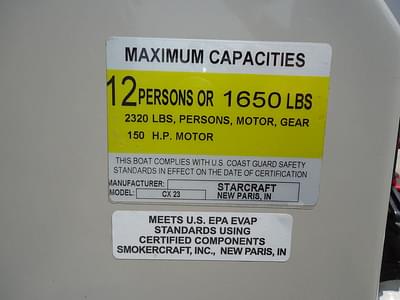 MAXIMUM CAPACITIES
12 PERSONS OR 1650 LBS
2320 LBS, PERSONS, MOTOR, GEAR
150 H.P. MOTOR
THIS BOAT COMPLIES WITH U.S. COAST GUARD SAFETY
STANDARDS IN EFFECT ON THE DATE OF CERTIFICATION
MANUFACTURER: STARCRAFT
MODEL: CX 23 NEW PARIS, IN
MEETS U.S. EPA EVAP
STANDARDS USING
CERTIFIED COMPONENTS
SMOKERCRAFT, INC., NEW PARIS, IN